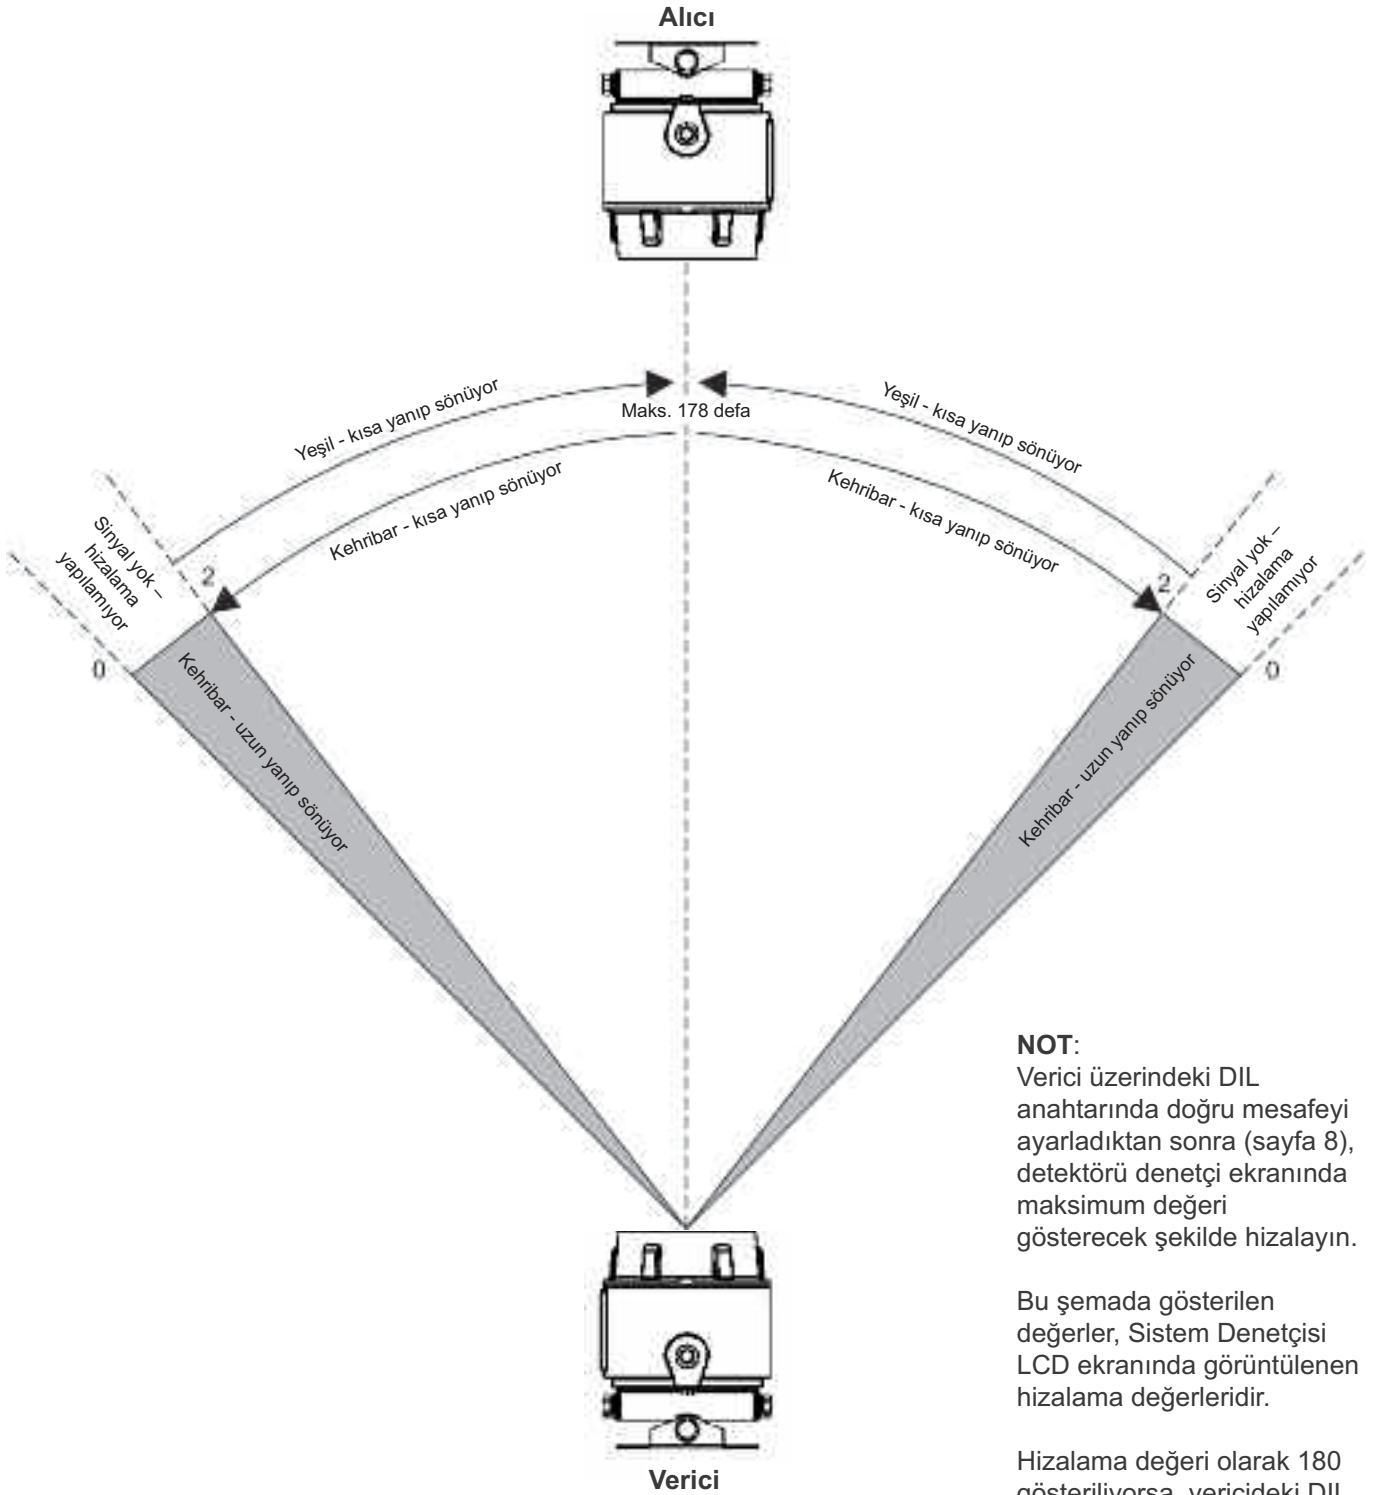 Alıcı
Yeşil - kısa yanıp sönüyor
Yeşil - kısa yanıp sönüyor
Maks. 178 defa
Kehribar - kısa yanıp sönüyor
Kehribar - kısa yanıp sönüyor
Sinyal yok –
hizalama
yapılamıyor
2
0
2
Sinyal yok –
hizalama
yapılamıyor
0
Kehribar - uzun yanıp sönüyor
Kehribar - uzun yanıp sönüyor
NOT:
Verici üzerindeki DIL
anahtarında doğru mesafeyi
ayarladıktan sonra (sayfa 8),
detektörü denetçi ekranında
maksimum değeri
gösterecek şekilde hizalayın.
Bu şemada gösterilen
değerler, Sistem Denetçisi
LCD ekranında görüntülenen
hizalama değerleridir.
Hizalama değeri olarak 180
gösteriliyorsa, vericideki DIL
Verici